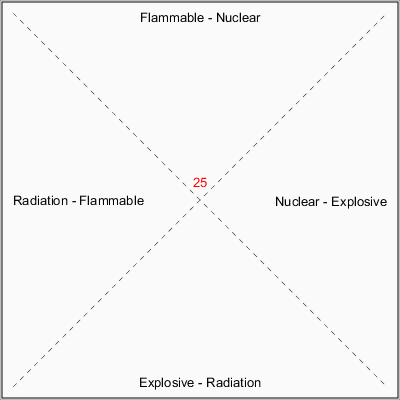 Flammable - Nuclear
25
Radiation - Flammable
Nuclear - Explosive
Explosive - Radiation